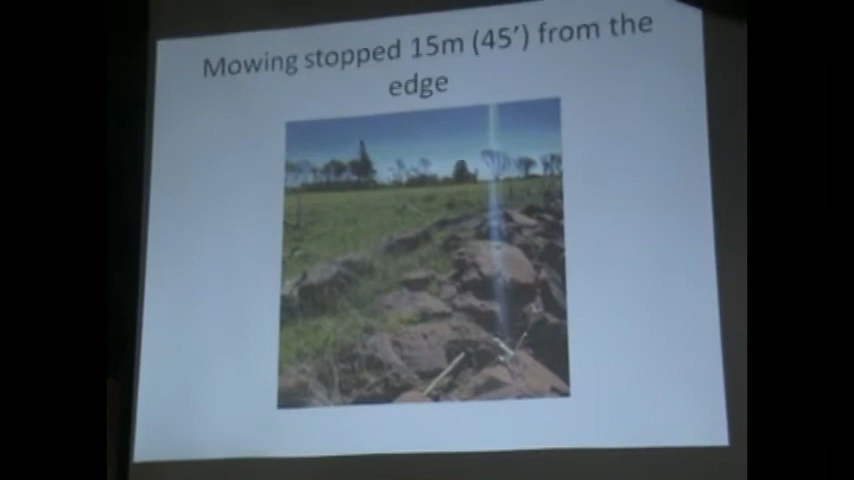 Mowing stopped 15m (45’) from the
edge